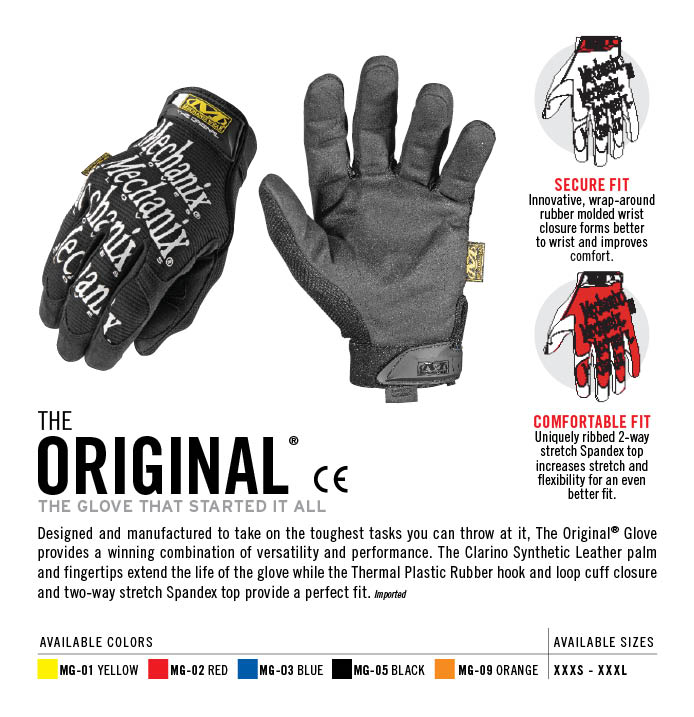 Mechanix
THE ORIGINAL
Mechanix®
Mechanix®
Mechanix
Mechanix
SECURE FIT
Innovative, wrap-around
rubber molded wrist
closure forms better
to wrist and improves
comfort.
COMFORTABLE FIT
Uniquely ribbed 2-way
stretch Spandex top
increases stretch and
flexibility for an even
better fit.
THE
ORIGINAL®
CE
THE GLOVE THAT STARTED IT ALL
Designed and manufactured to take on the toughest tasks you can throw at it, The Original® Glove
provides a winning combination of versatility and performance. The Clarino Synthetic Leather palm
and fingertips extend the life of the glove while the Thermal Plastic Rubber hook and loop cuff closure
and two-way stretch Spandex top provide a perfect fit. Imported
AVAILABLE COLORS AVAILABLE SIZES
MG-01 YELLOW MG-02 RED MG-03 BLUE MG-05 BLACK MG-09 ORANGE XXXS - XXXL